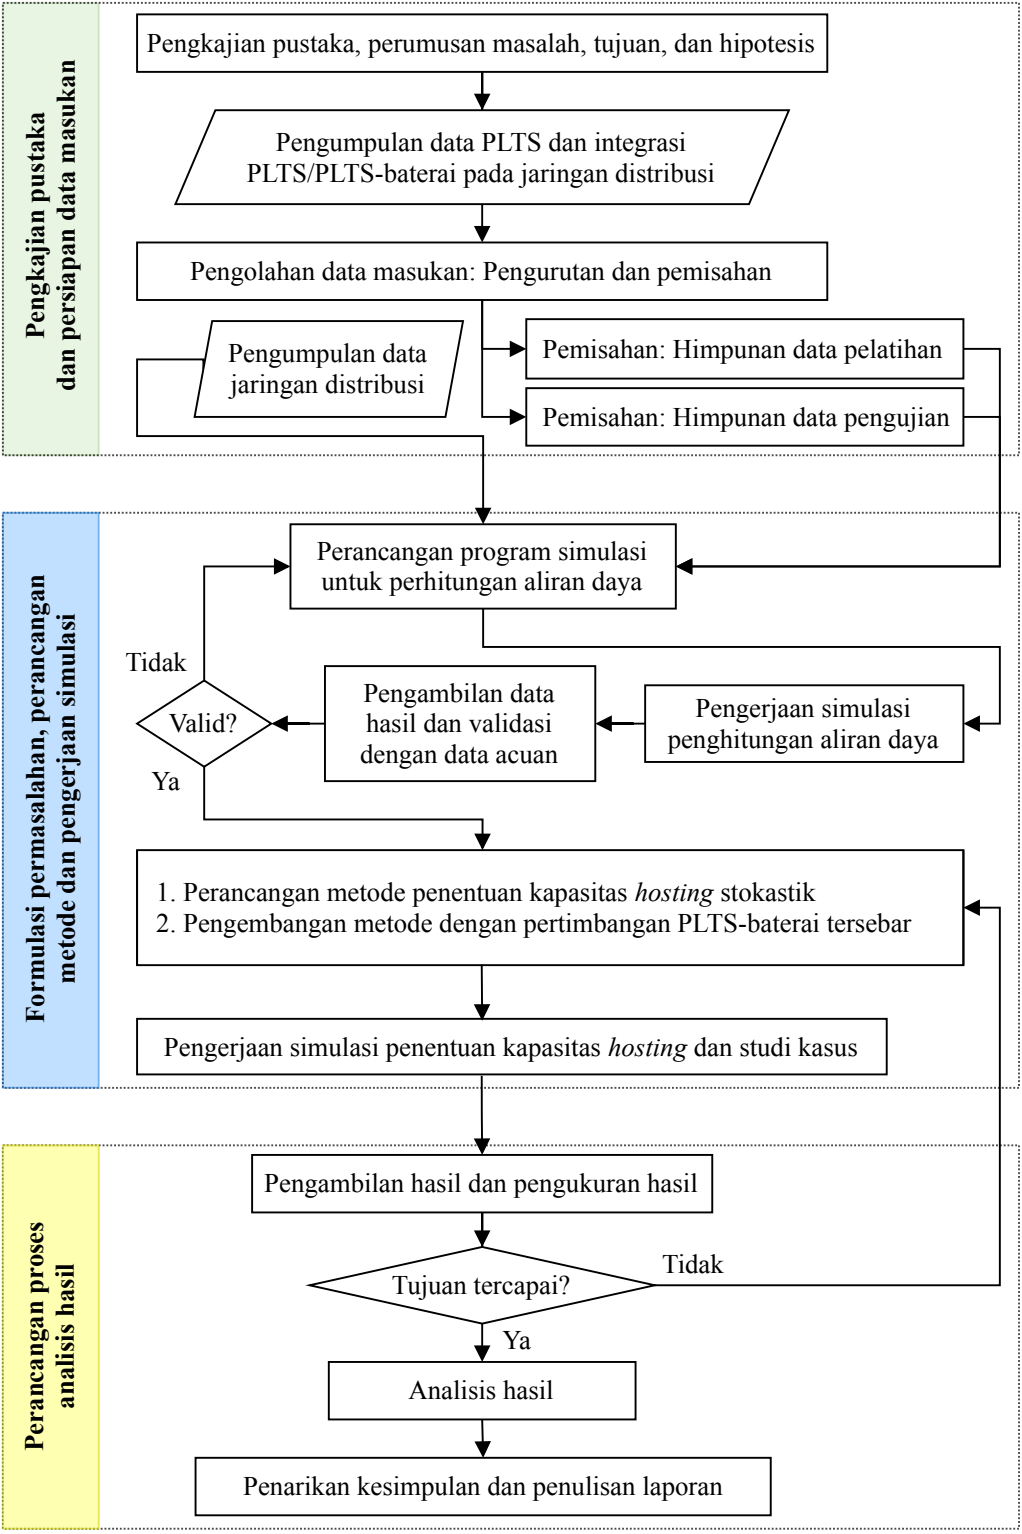 Pengkajian pustaka
dan persiapan data masukan
Pengkajian pustaka, perumusan masalah, tujuan, dan hipotesis
Pengumpulan data PLTS dan integrasi
PLTS/PLTS-baterai pada jaringan distribusi
Pengolahan data masukan: Pengurutan dan pemisahan
Pengumpulan data
jaringan distribusi
Pemisahan: Himpunan data pelatihan
Pemisahan: Himpunan data pengujian
Formulasi permasalahan, perancangan
metode dan pengerjaan simulasi
Perancangan program simulasi
untuk perhitungan aliran daya
Tidak
Valid?
Ya
Pengambilan data
hasil dan validasi
dengan data acuan
Pengerjaan simulasi
penghitungan aliran daya
1. Perancangan metode penentuan kapasitas hosting stokastik
2. Pengembangan metode dengan pertimbangan PLTS-baterai tersebar
Pengerjaan simulasi penentuan kapasitas hosting dan studi kasus
Perancangan proses
analisis hasil
Pengambilan hasil dan pengukuran hasil
Tujuan tercapai?
Tidak
Ya
Analisis hasil
Penarikan kesimpulan dan penulisan laporan